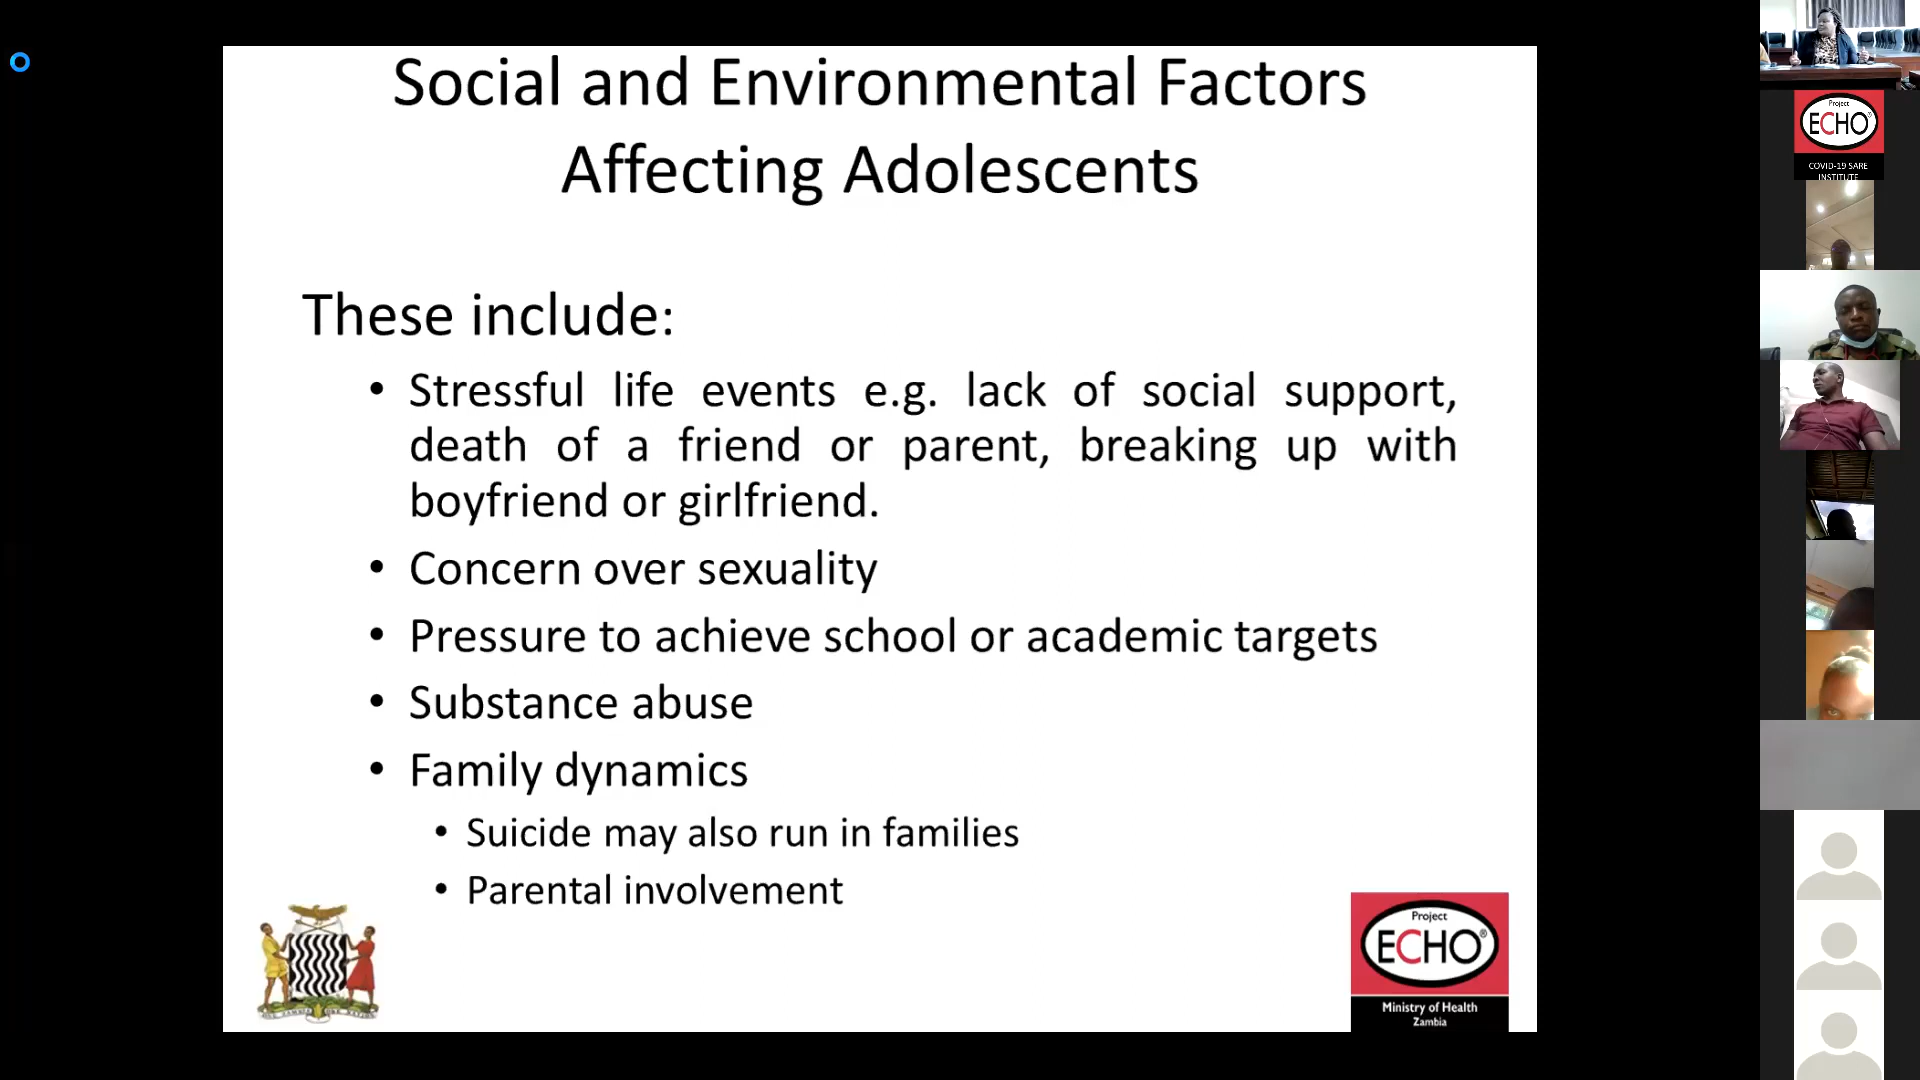 Social and Environmental Factors
Affecting Adolescents
These include:
• Stressful life events e.g. lack of social support,
death of a friend or parent, breaking up with
boyfriend or girlfriend.
• Concern over sexuality
• Pressure to achieve school or academic targets
• Substance abuse
• Family dynamics
• Suicide may also run in families
• Parental involvement
Project
ECHO®
Ministry of Health
Zambia
Project
ECHO®
COVID-19 SARE
INSTITUTE